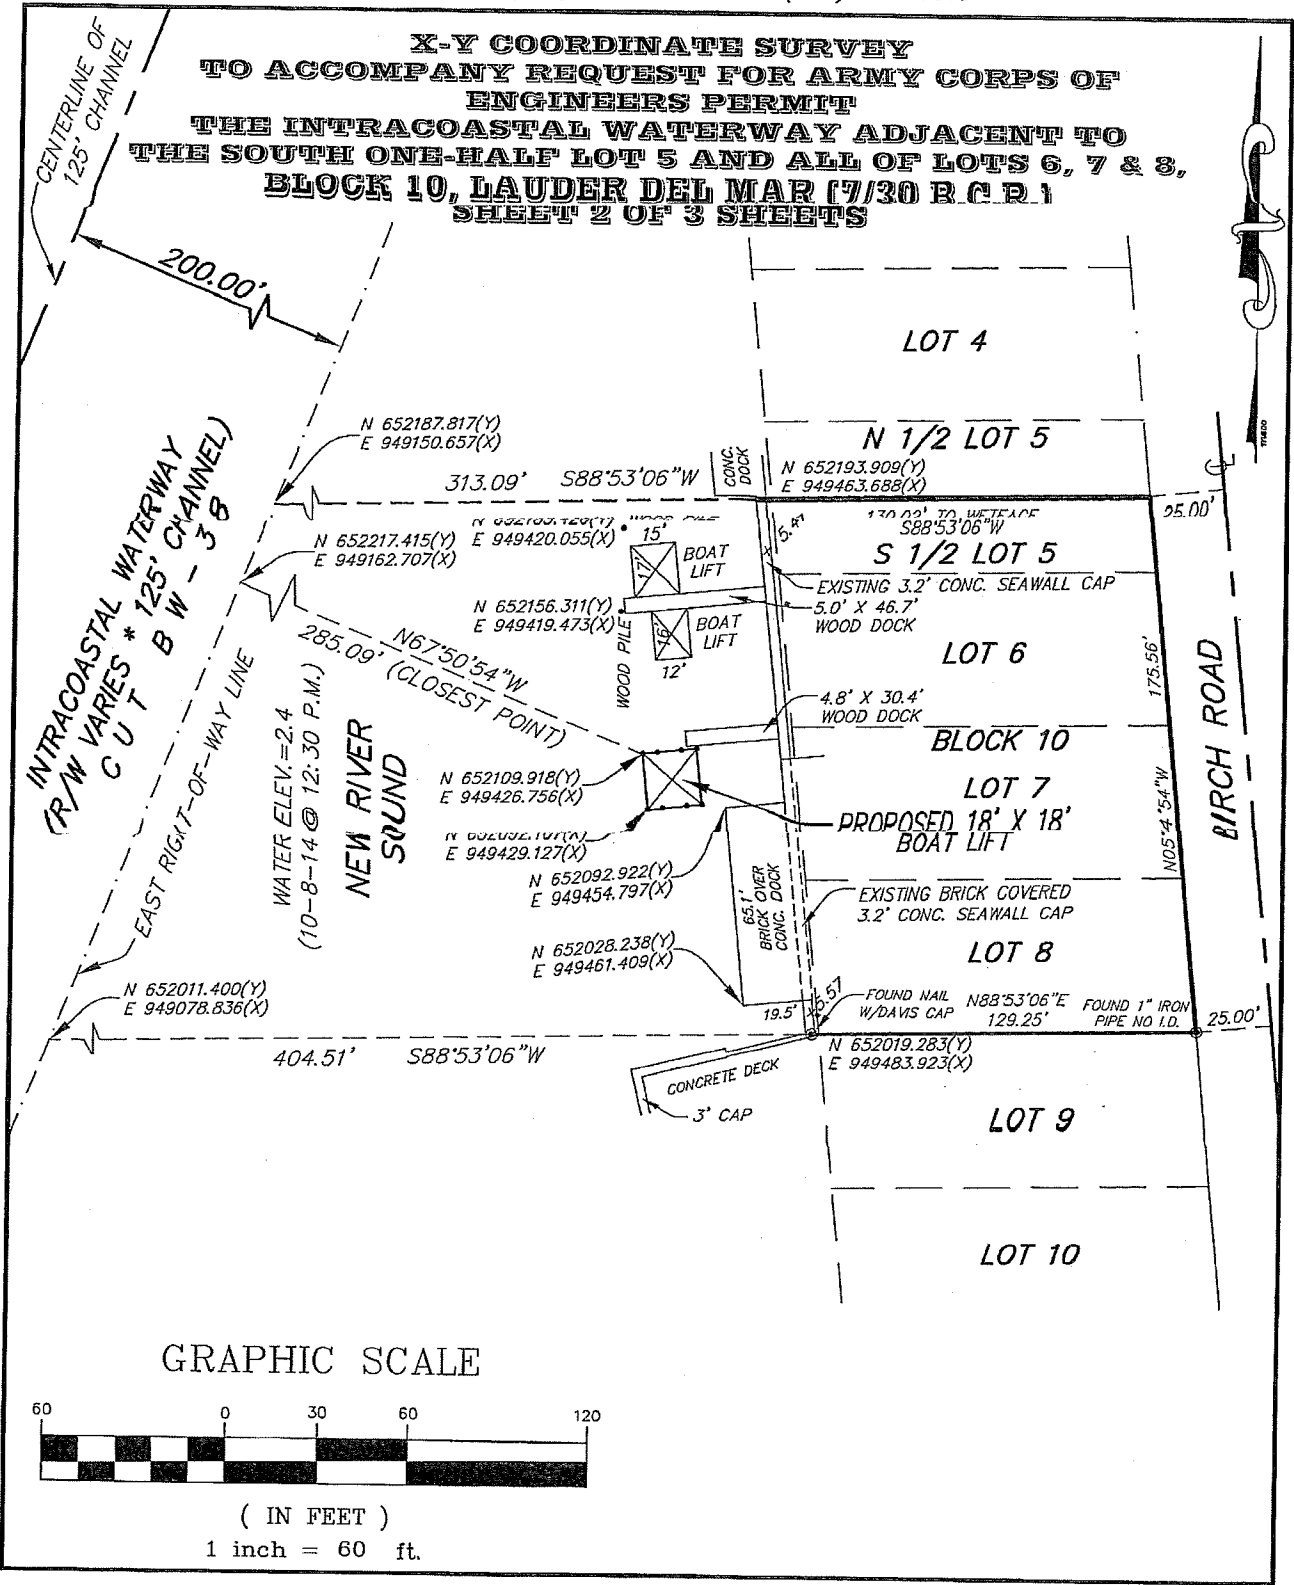 X-Y COORDINATE SURVEY
TO ACCOMPANY REQUEST FOR ARMY CORPS OF
ENGINEERS PERMIT
THE INTRACOASTAL WATERWAY ADJACENT TO
THE SOUTH ONE-HALF LOT 5 AND ALL OF LOTS 6, 7 & 8,
BLOCK 10, LAUDER DEL MAR (7/30 B.C.R.)
SHEET 2 OF 3 SHEETS
CENTERLINE OF
125' CHANNEL
200.00'
LOT 4
N 652187.817(Y)
E 949150.657(X)
N 1/2 LOT 5
CONC.
DOCK
N 652193.909(Y)
E 949463.688(X)
313.09' S88°53'06"W
25.00'
INTRACOASTAL WATERWAY
(R/W VARIES * 125' CHANNEL)
CUT BW-38
N 652217.415(Y)
E 949162.707(X)
E 949420.055(X)
WOOD PILE
15'
17'
BOAT
LIFT
5.47
TO WETFACE
S88°53'06"W
S 1/2 LOT 5
EXISTING 3.2' CONC. SEAWALL CAP
N 652156.311(Y)
E 949419.473(X)
5.0' X 46.7'
WOOD DOCK
BOAT
LIFT
16'
12'
WOOD PILE
N67°50'54"W
285.09' (CLOSEST POINT)
LOT 6
175.56'
BIRCH ROAD
EAST RIGHT-OF-WAY LINE
WATER ELEV.=2.4
(10-8-14 @ 12:30 P.M.)
NEW RIVER
SOUND
4.8' X 30.4'
WOOD DOCK
BLOCK 10
N 652109.918(Y)
E 949426.756(X)
LOT 7
PROPOSED 18' X 18'
BOAT LIFT
E 949429.127(X)
N 652092.922(Y)
E 949454.797(X)
65.1'
BRICK OVER
CONC. DOCK
EXISTING BRICK COVERED
3.2' CONC. SEAWALL CAP
N 652028.238(Y)
E 949461.409(X)
LOT 8
N 652011.400(Y)
E 949078.836(X)
19.5'
5.57
FOUND NAIL
W/DAVIS CAP
N88°53'06"E
129.25'
FOUND 1" IRON
PIPE NO I.D.
25.00'
404.51' S88°53'06"W
N 652019.283(Y)
E 949483.923(X)
CONCRETE DECK
3' CAP
LOT 9
LOT 10
GRAPHIC SCALE
60 0 30 60 120
( IN FEET )
1 inch = 60 ft.